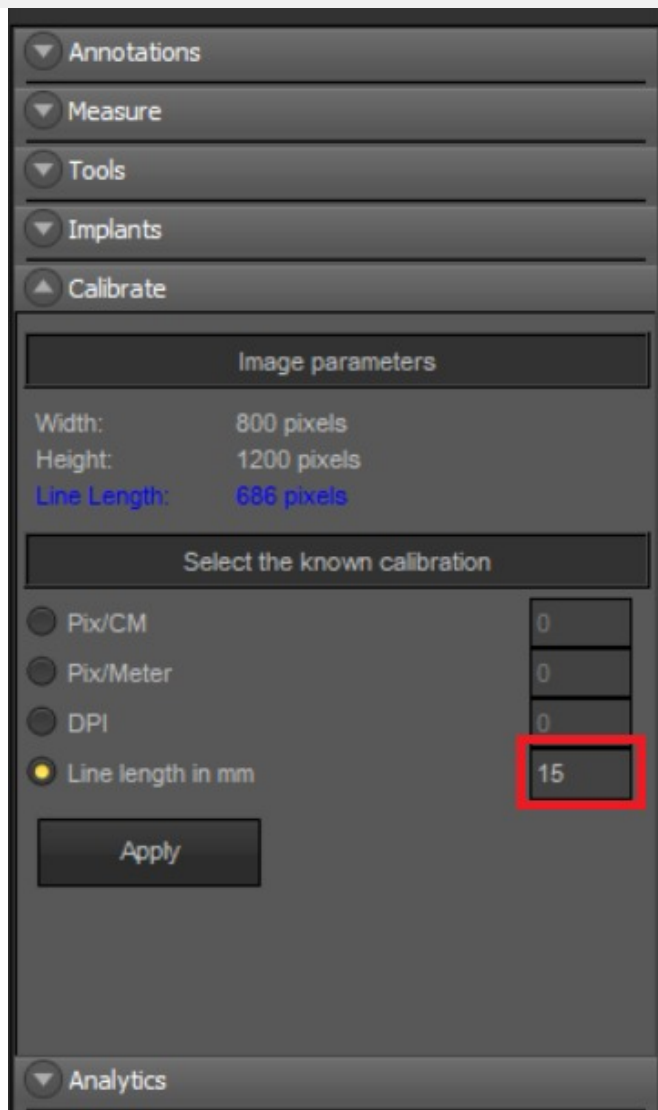 Annotations
Measure
Tools
Implants
Calibrate
Image parameters
Width: 800 pixels
Height: 1200 pixels
Line Length: 686 pixels
Select the known calibration
Pix/CM 0
Pix/Meter 0
DPI 0
Line length in mm 15
Apply
Analytics